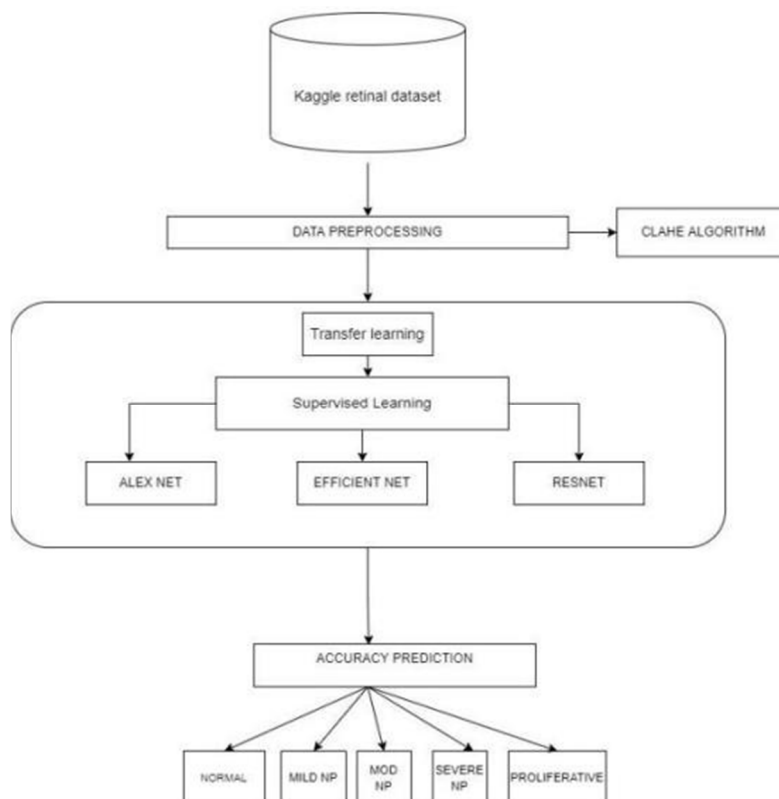 Kaggle retinal dataset
DATA PREPROCESSING
CLAHE ALGORITHM
Transfer learning
Supervised Learning
ALEX NET
EFFICIENT NET
RESNET
ACCURACY PREDICTION
NORMAL
MILD NP
MOD
NP
SEVERE
NP
PROLIFERATIVE